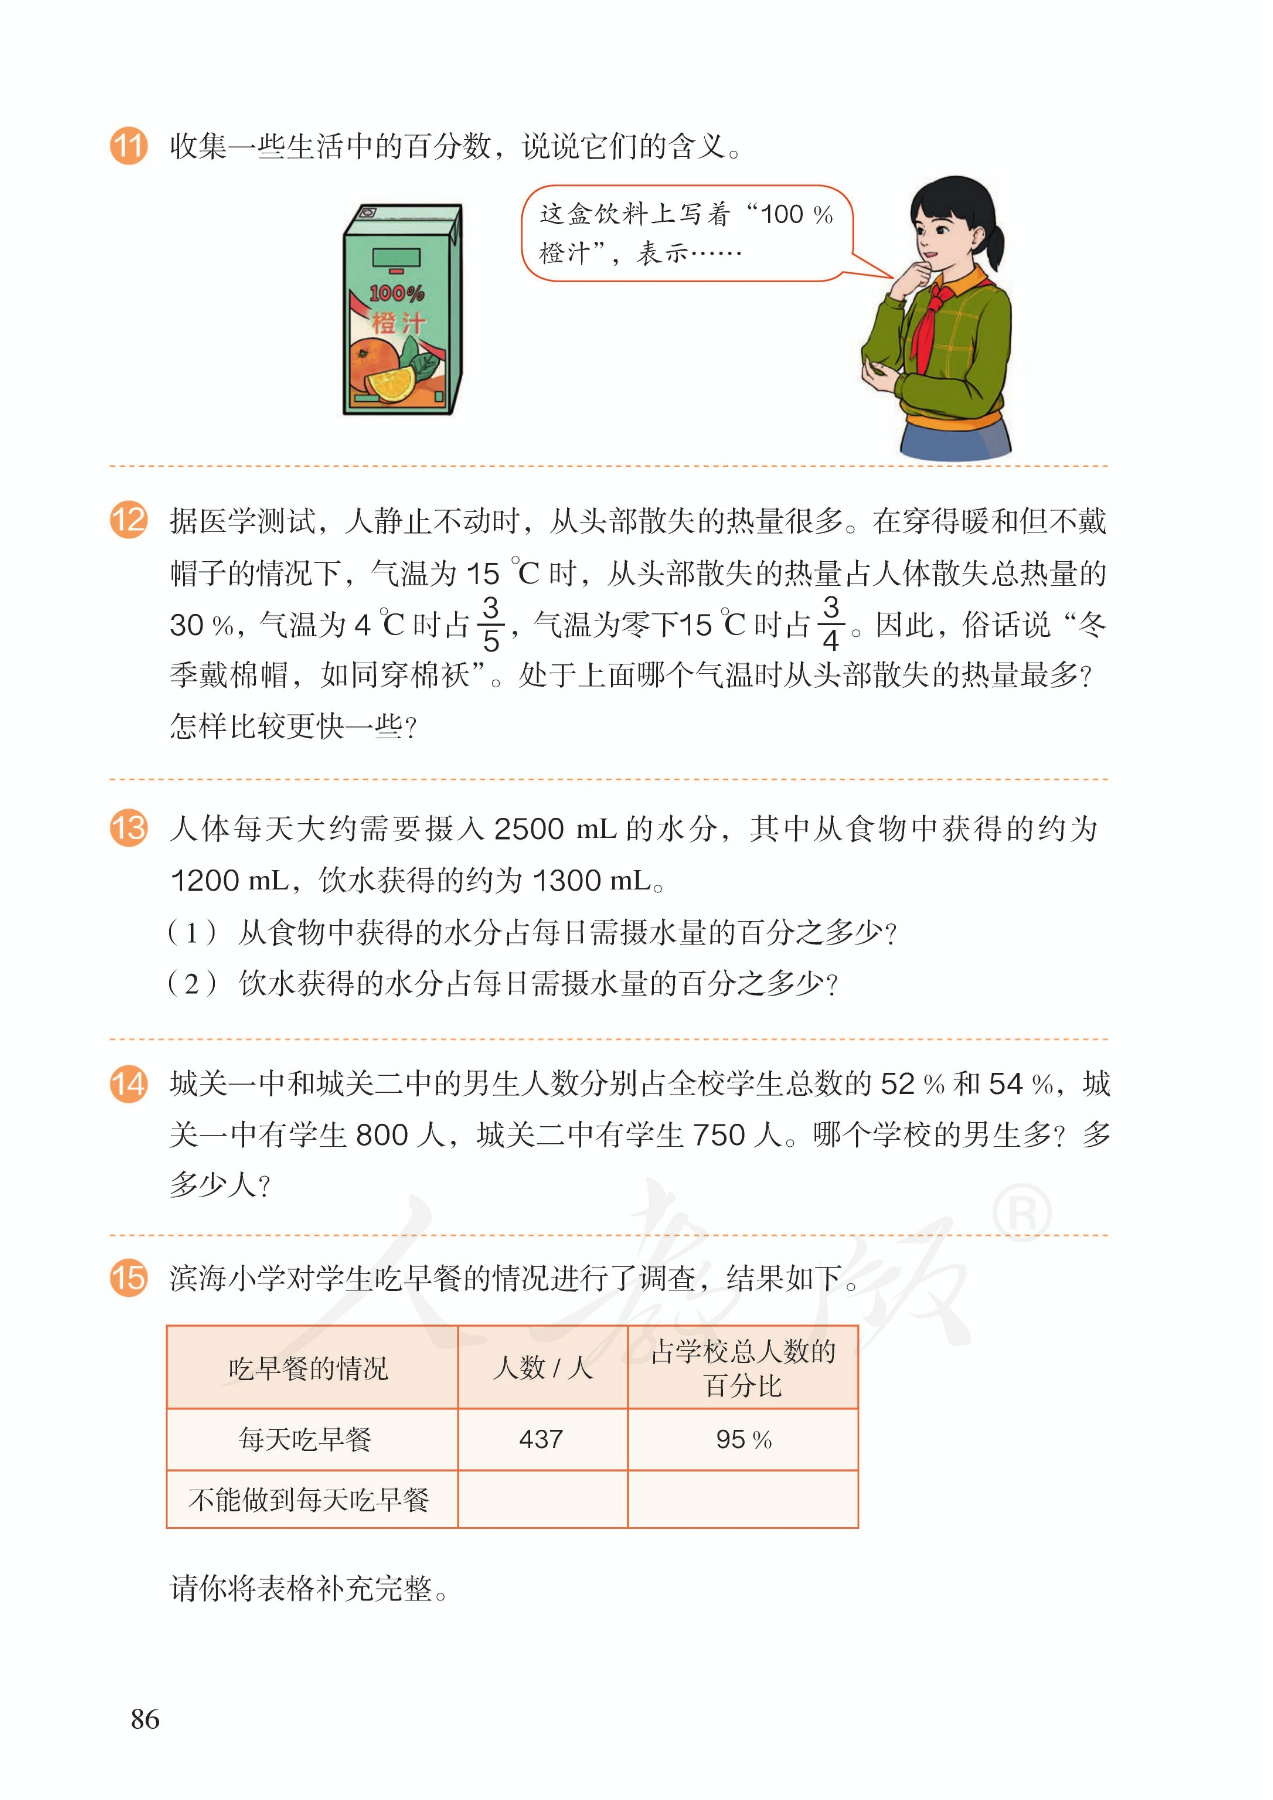 11 收集一些生活中的百分数，说说它们的含义。
这盒饮料上写着“100 %
橙汁”，表示……
100%
橙汁
12 据医学测试，人静止不动时，从头部散失的热量很多。在穿得暖和但不戴
帽子的情况下，气温为 15 ℃ 时，从头部散失的热量占人体散失总热量的
30 %，气温为 4 ℃ 时占 3/5，气温为零下15 ℃ 时占 3/4。因此，俗话说“冬
季戴棉帽，如同穿棉袄”。处于上面哪个气温时从头部散失的热量最多？
怎样比较更快一些？
13 人体每天大约需要摄入 2500 mL 的水分，其中从食物中获得的约为
1200 mL，饮水获得的约为 1300 mL。
（1） 从食物中获得的水分占每日需摄水量的百分之多少？
（2） 饮水获得的水分占每日需摄水量的百分之多少？
14 城关一中和城关二中的男生人数分别占全校学生总数的 52 % 和 54 %，城
关一中有学生 800 人，城关二中有学生 750 人。哪个学校的男生多？多
多少人？
15 滨海小学对学生吃早餐的情况进行了调查，结果如下。
吃早餐的情况 人数 / 人 占学校总人数的
百分比
每天吃早餐 437 95 %
不能做到每天吃早餐
请你将表格补充完整。
人教版®
86